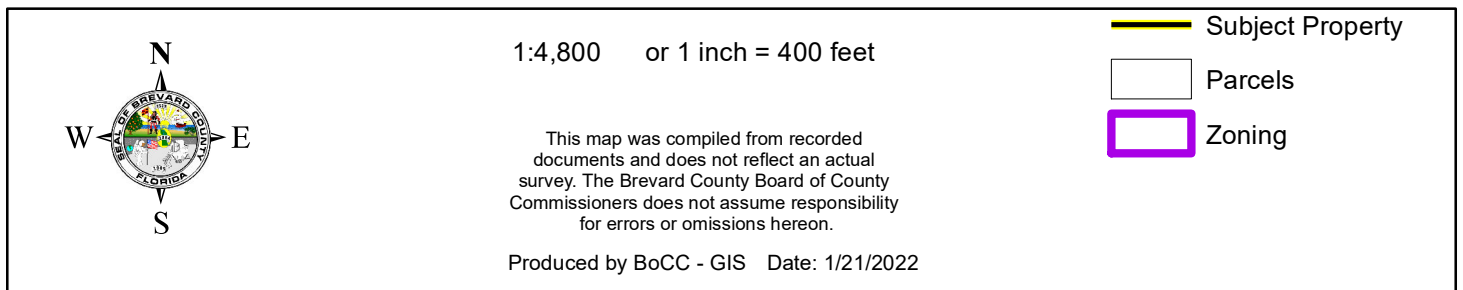 N
W
E
S
SEAL OF BREVARD COUNTY
FLORIDA
1:4,800 or 1 inch = 400 feet
This map was compiled from recorded
documents and does not reflect an actual
survey. The Brevard County Board of County
Commissioners does not assume responsibility
for errors or omissions hereon.
Produced by BoCC - GIS Date: 1/21/2022
Subject Property
Parcels
Zoning